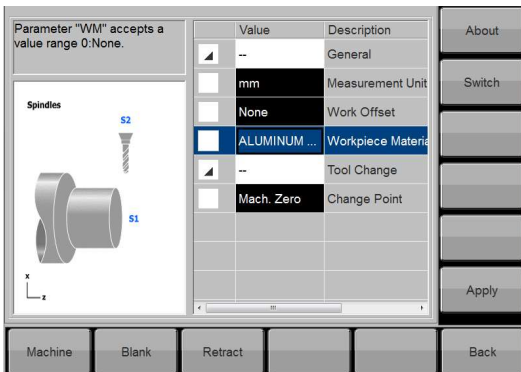 Parameter "WM" accepts a
value range 0:None.
Spindles
S2
S1
x
z
Value Description
-- General
mm Measurement Unit
None Work Offset
ALUMINUM ... Workpiece Materia
-- Tool Change
Mach. Zero Change Point
About
Switch
Apply
Machine Blank Retract Back